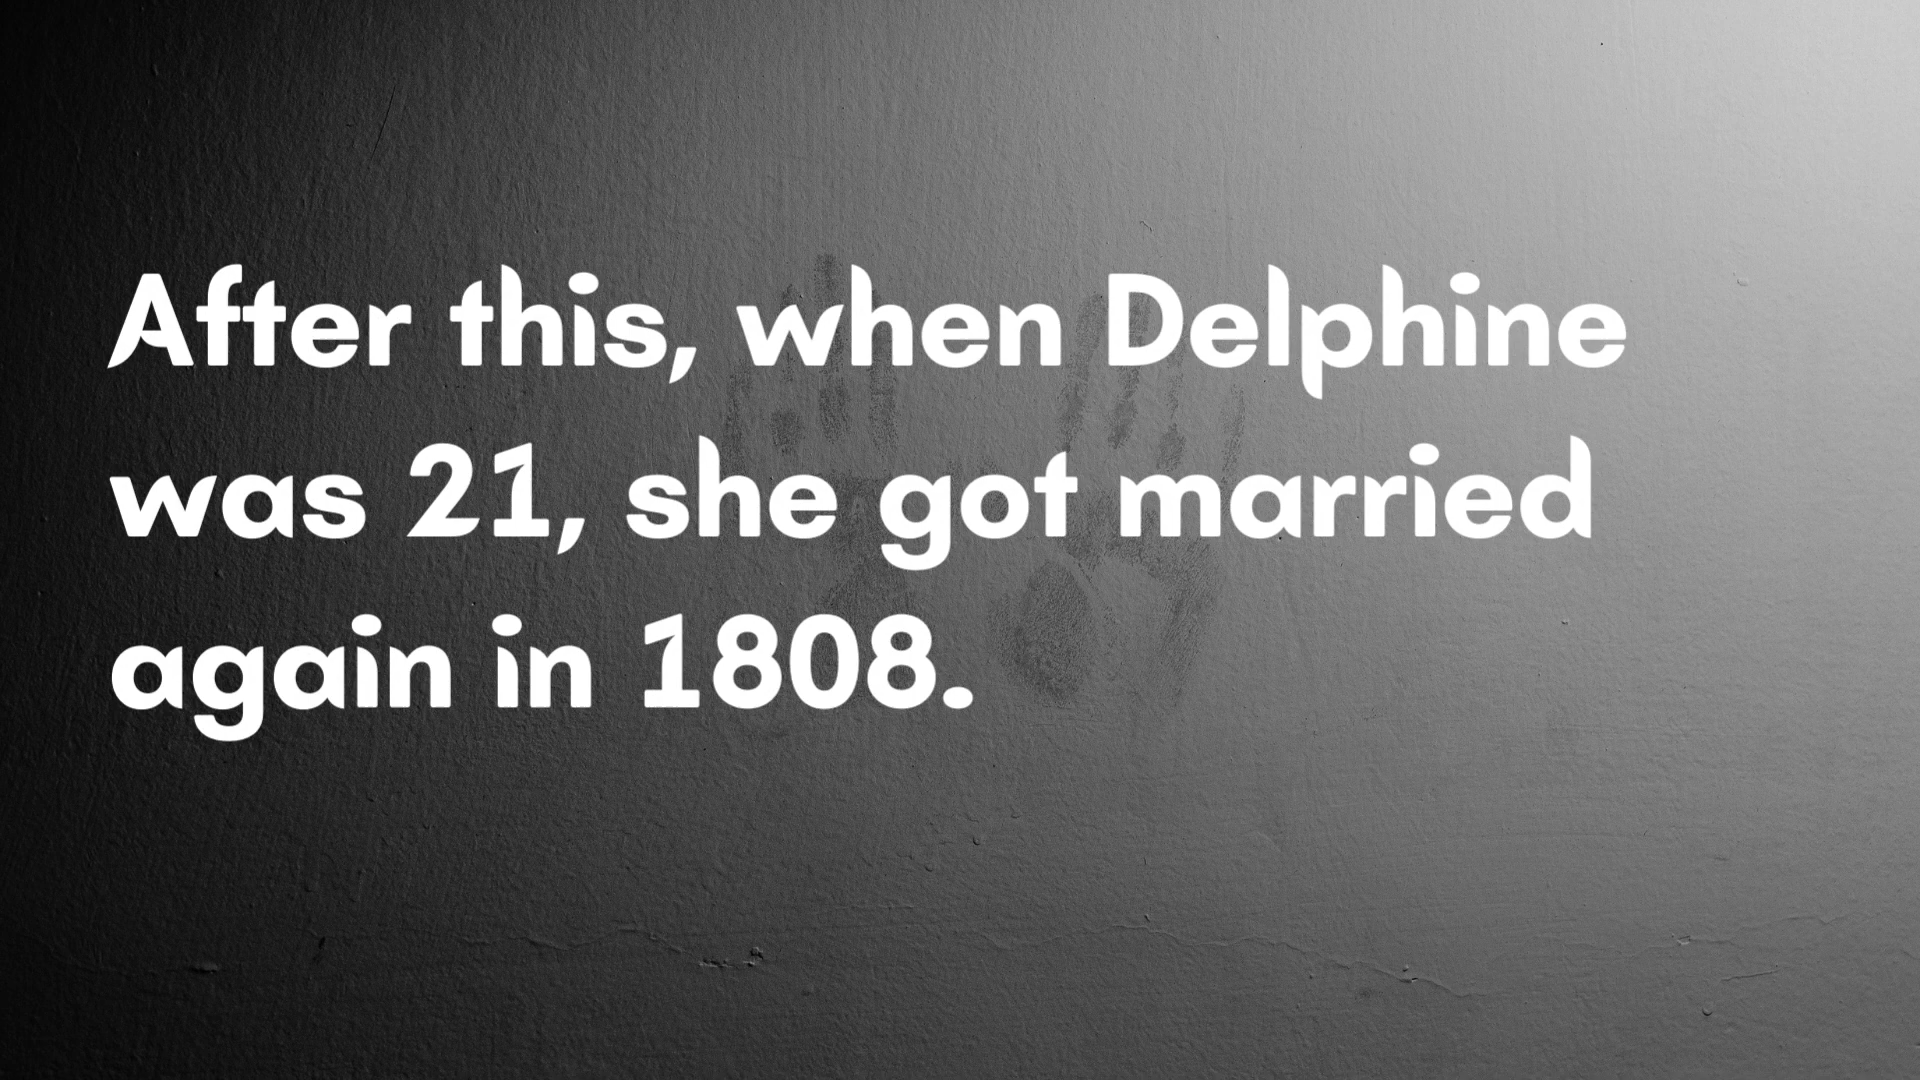 After this, when Delphine
was 21, she got married
again in 1808.